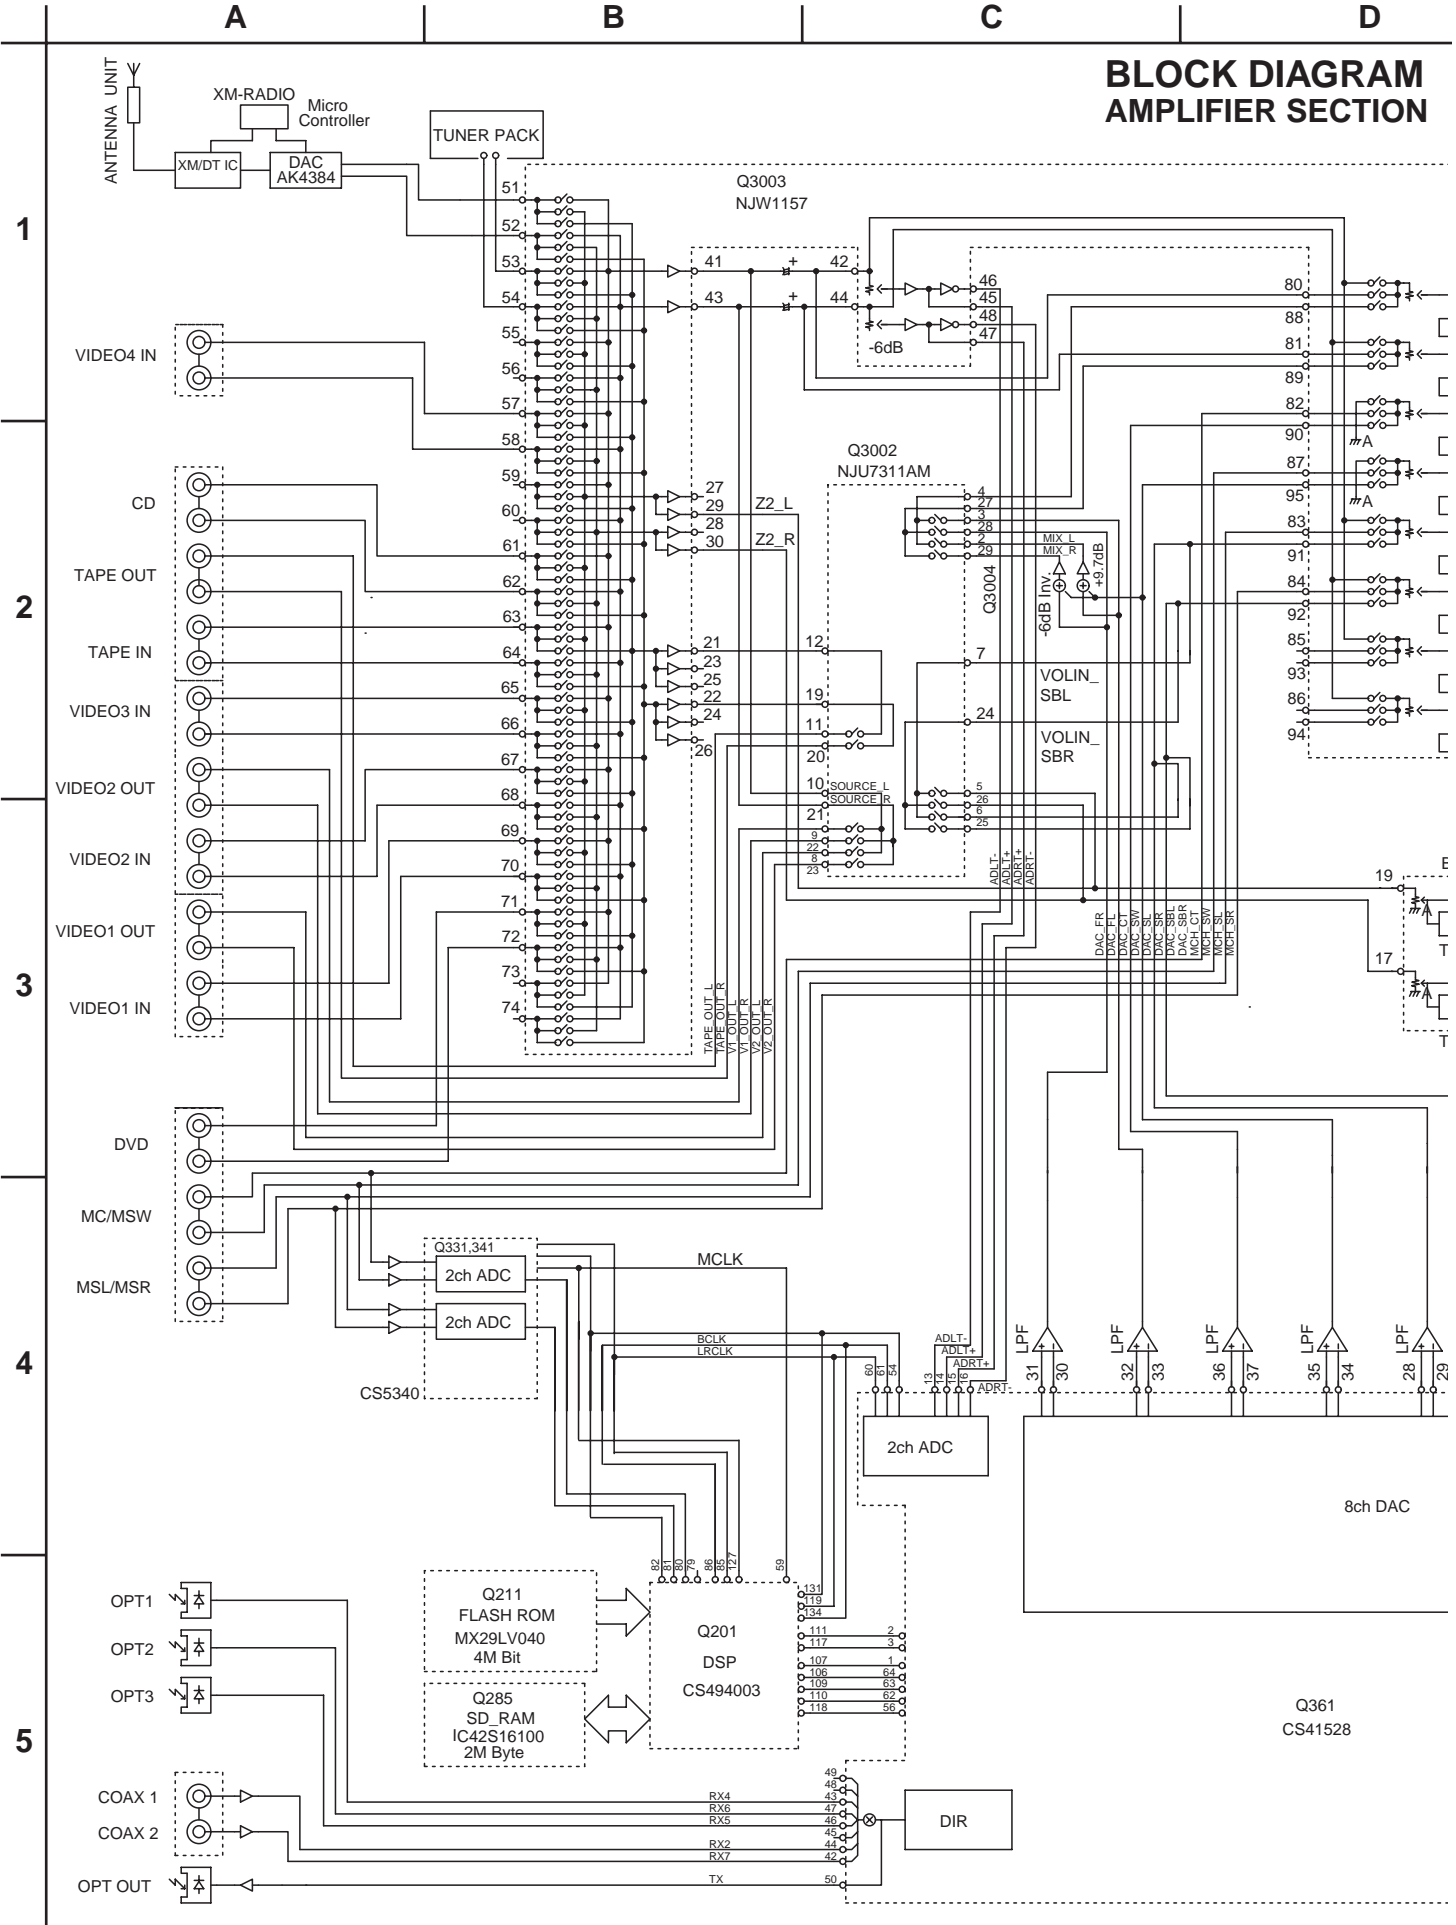 A
B
C
D
BLOCK DIAGRAM
AMPLIFIER SECTION
ANTENNA UNIT
XM-RADIO
Micro
Controller
XM/DT IC
DAC
AK4384
TUNER PACK
Q3003
NJW1157
1
51
52
53
54
55
56
57
58
59
60
61
62
63
64
65
66
67
68
69
70
71
72
73
74
41
43
+
+
42
44
46
45
48
47
-6dB
80
88
81
89
82
90
87
95
83
91
84
92
85
93
86
94
A
A
VIDEO4 IN
CD
TAPE OUT
TAPE IN
VIDEO3 IN
VIDEO2 OUT
VIDEO2 IN
VIDEO1 OUT
VIDEO1 IN
2
27
29
28
30
Z2_L
Z2_R
21
23
25
22
24
26
Q3002
NJU7311AM
4
27
3
28
2
29
MIX_L
MIX_R
Q3004
-6dB Inv.
+9.7dB
12
19
11
20
10
SOURCE_L
SOURCE_R
21
9
22
8
23
7
VOLIN_
SBL
24
VOLIN_
SBR
5
26
6
25
ADLT-
ADLT+
ADRT+
ADRT-
3
TAPE_OUT_L
TAPE_OUT_R
V1_OUT_L
V1_OUT_R
V2_OUT_L
V2_OUT_R
DAC_FR
DAC_FL
DAC_CT
DAC_SW
DAC_SL
DAC_SR
DAC_SBL
DAC_SBR
MCH_CT
MCH_SW
MCH_SL
MCH_SR
19
A
17
A
T
T
DVD
MC/MSW
MSL/MSR
4
Q331,341
2ch ADC
2ch ADC
CS5340
MCLK
BCLK
LRCLK
60
61
54
13
14
15
16
ADLT-
ADLT+
ADRT+
ADRT-
2ch ADC
LPF
31
30
LPF
32
33
LPF
36
37
LPF
35
34
LPF
28
29
8ch DAC
5
OPT1
OPT2
OPT3
COAX 1
COAX 2
OPT OUT
Q211
FLASH ROM
MX29LV040
4M Bit
Q285
SD_RAM
IC42S16100
2M Byte
82
81
80
79
86
85
127
59
Q201
DSP
CS494003
131
119
134
111
117
107
106
109
110
118
2
3
1
64
63
62
56
Q361
CS41528
49
48
43
47
46
45
44
42
50
RX4
RX6
RX5
RX2
RX7
TX
DIR